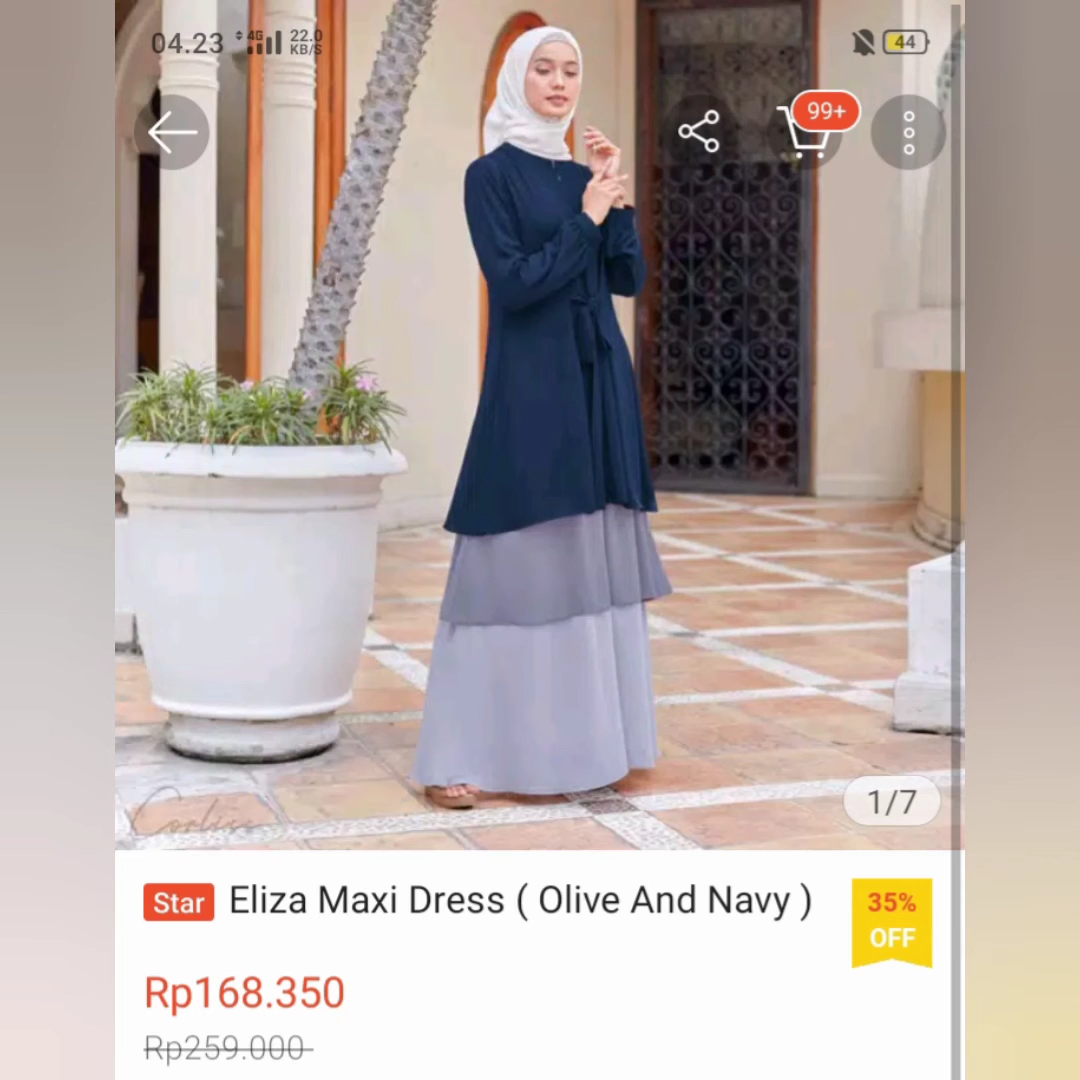 04.23 4G 22.0 KB/S 44
99+
Corlise
1/7
Star Eliza Maxi Dress ( Olive And Navy )
35% OFF
Rp168.350
Rp259.000